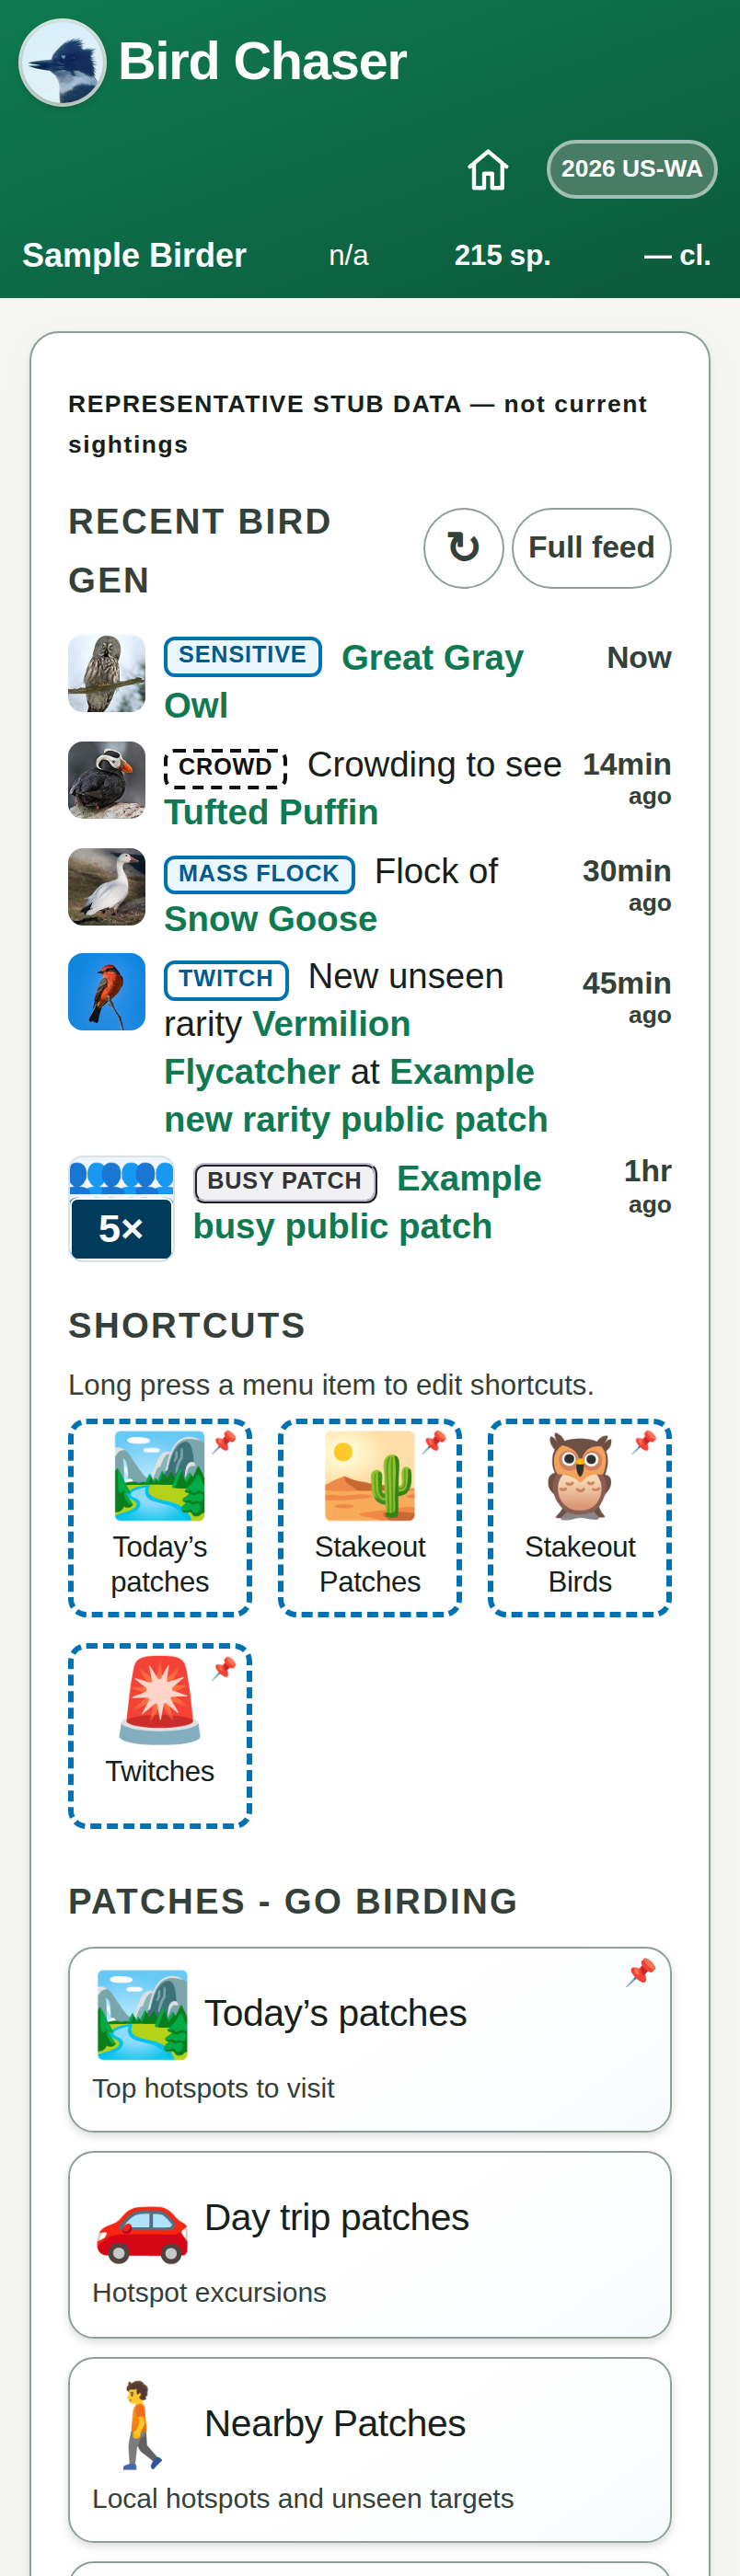 Bird Chaser
2026 US-WA
Sample Birder n/a 215 sp. — cl.
REPRESENTATIVE STUB DATA — not current
sightings
RECENT BIRD
GEN
↻ Full feed
SENSITIVE Great Gray
Owl
Now
CROWD Crowding to see
Tufted Puffin
14min
ago
MASS FLOCK Flock of
Snow Goose
30min
ago
TWITCH New unseen
rarity Vermilion
Flycatcher at Example
new rarity public patch
45min
ago
5×
BUSY PATCH Example
busy public patch
1hr
ago
SHORTCUTS
Long press a menu item to edit shortcuts.
Today’s
patches
Stakeout
Patches
Stakeout
Birds
Twitches
PATCHES - GO BIRDING
Today’s patches
Top hotspots to visit
Day trip patches
Hotspot excursions
Nearby Patches
Local hotspots and unseen targets